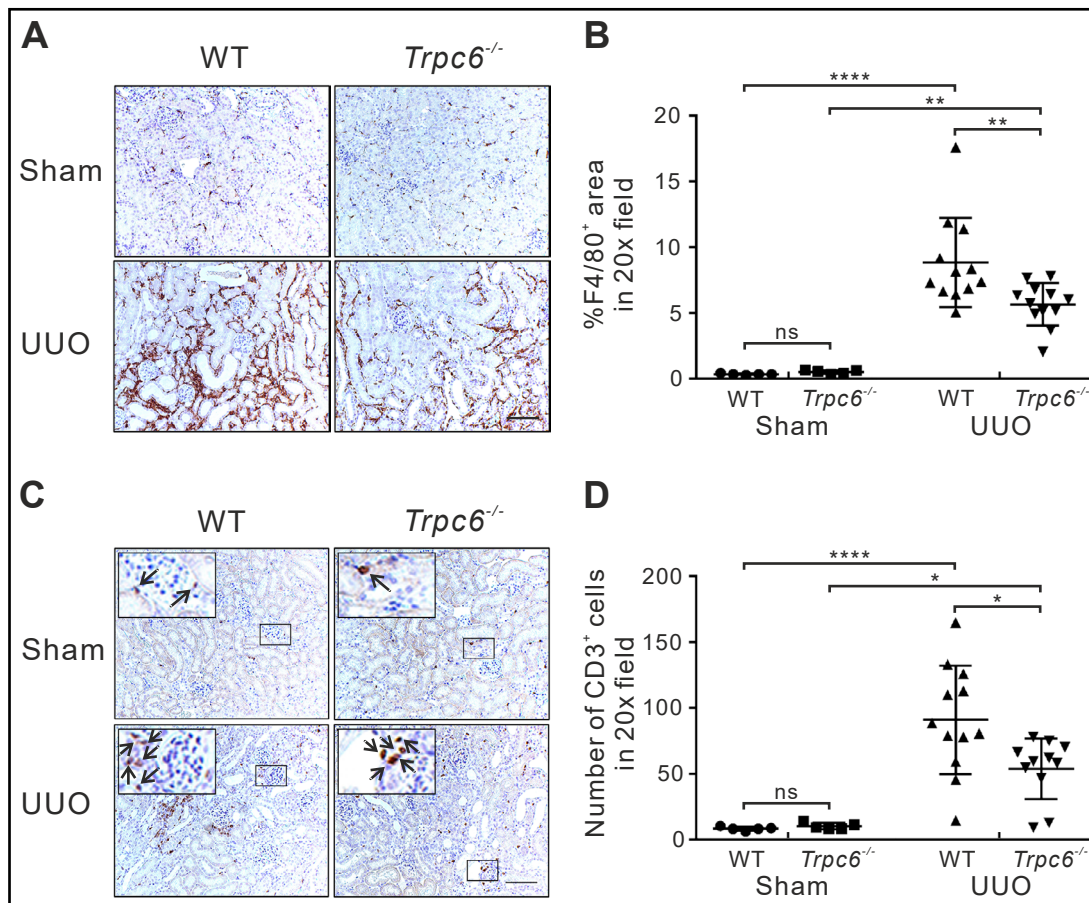 A
WT
Trpc6-/-
Sham
UUO
B
****
**
**
%F4/80+ area
in 20x field
20
15
10
5
0
ns
WT
Trpc6-/-
WT
Trpc6-/-
Sham
UUO
C
WT
Trpc6-/-
Sham
UUO
D
****
*
*
Number of CD3+ cells
in 20x field
200
150
100
50
0
ns
WT
Trpc6-/-
WT
Trpc6-/-
Sham
UUO